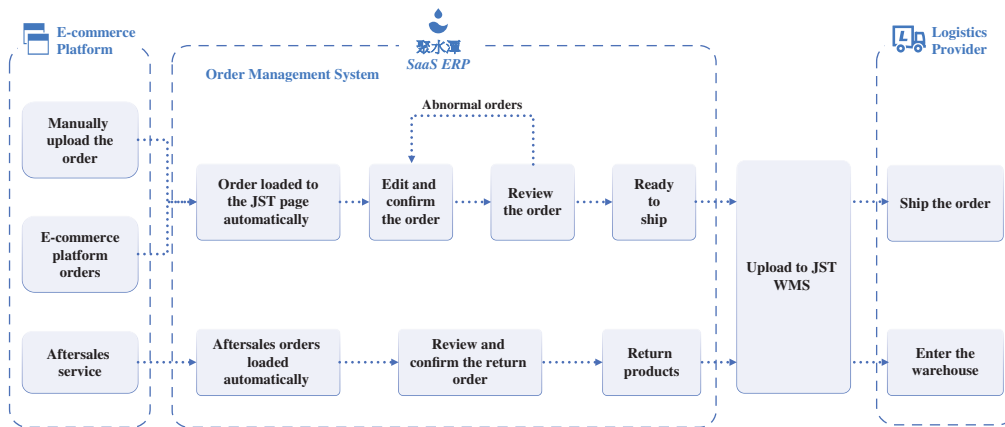 E-commerce
Platform
聚水潭
SaaS ERP
Logistics
Provider
Order Management System
Abnormal orders
Manually
upload the
order
Order loaded to
the JST page
automatically
Edit and
confirm
the order
Review
the order
Ready
to
ship
Ship the order
E-commerce
platform
orders
Upload to JST
WMS
Aftersales
service
Aftersales orders
loaded
automatically
Review and
confirm the return
order
Return
products
Enter the
warehouse